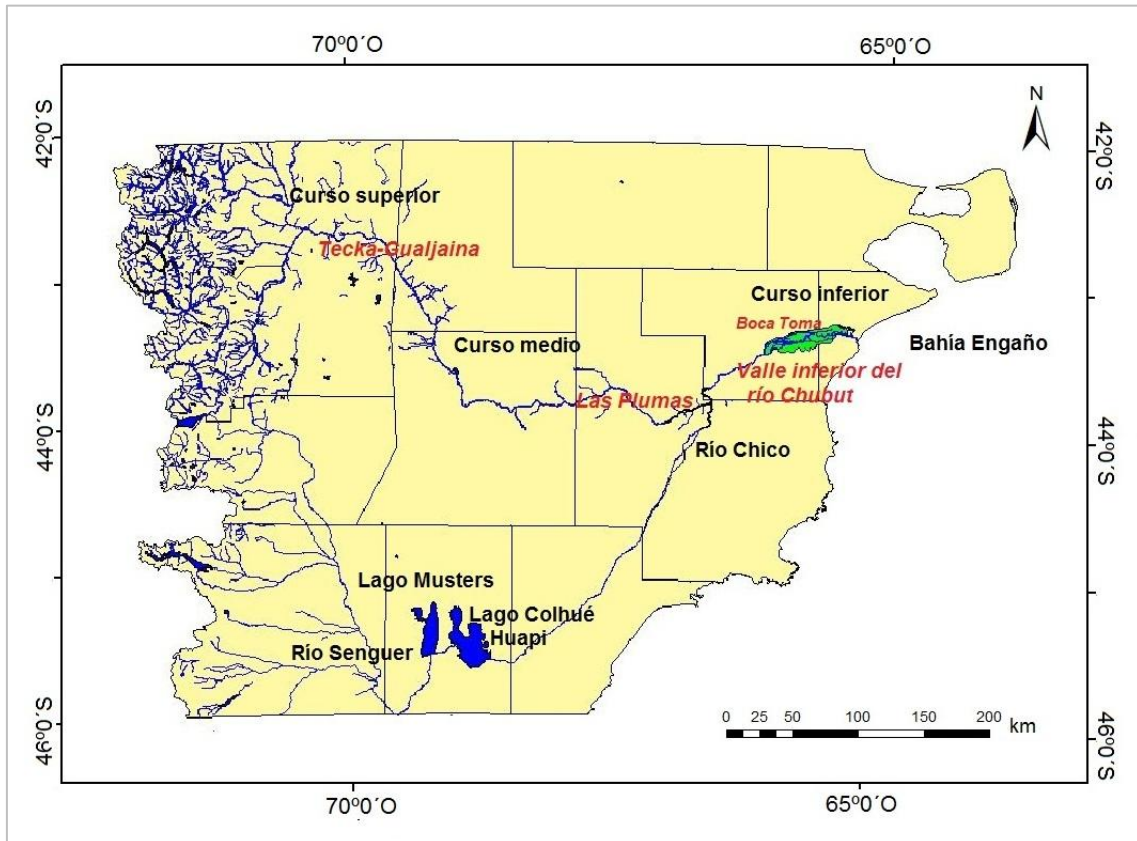 70º0´O
65º0´O
42º0´S
42º0´S
N
Curso superior
Tecka-Gualjaina
Curso inferior
Boca Toma
Bahía Engaño
Curso medio
Valle inferior del
río Chubut
Las Plumas
44º0´S
44º0´S
Río Chico
Lago Musters
Lago Colhué
Huapi
Río Senguer
0 25 50 100 150 200
km
46º0´S
46º0´S
70º0´O
65º0´O